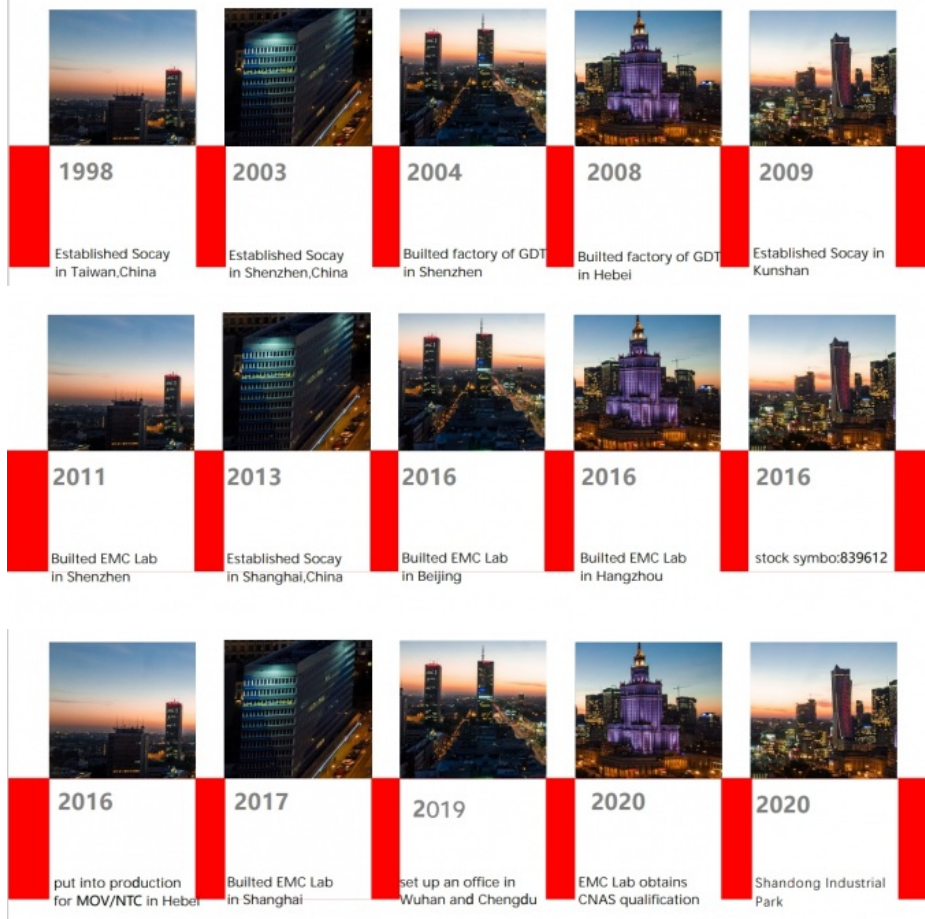 1998
Established Socay
in Taiwan,China
2003
Established Socay
in Shenzhen,China
2004
Builted factory of GDT
in Shenzhen
2008
Builted factory of GDT
in Hebei
2009
Established Socay in
Kunshan
2011
Builted EMC Lab
in Shenzhen
2013
Established Socay
in Shanghai,China
2016
Builted EMC Lab
in Beijing
2016
Builted EMC Lab
in Hangzhou
2016
stock symbo:839612
2016
put into production
for MOV/NTC in Hebei
2017
Builted EMC Lab
in Shanghai
2019
set up an office in
Wuhan and Chengdu
2020
EMC Lab obtains
CNAS qualification
2020
Shandong Industrial
Park